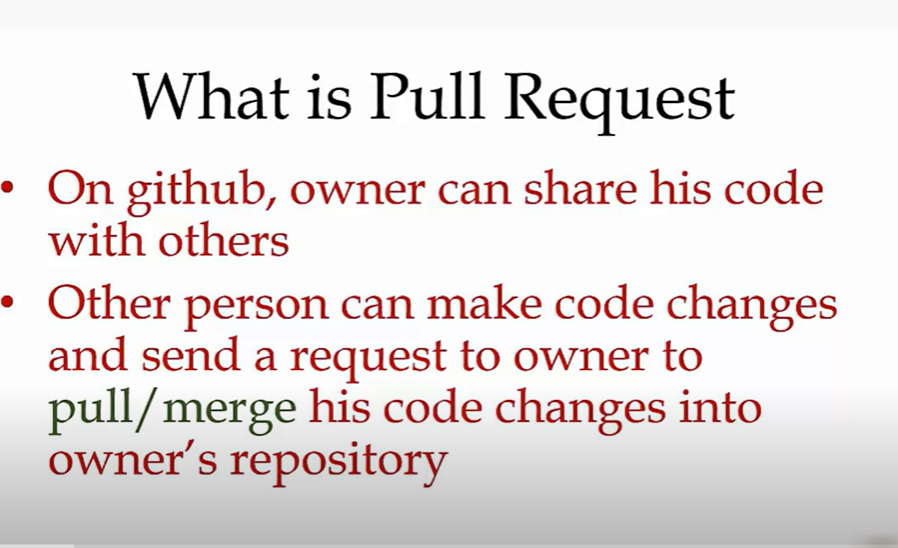 What is Pull Request
• On github, owner can share his code
with others
• Other person can make code changes
and send a request to owner to
pull/merge his code changes into
owner's repository